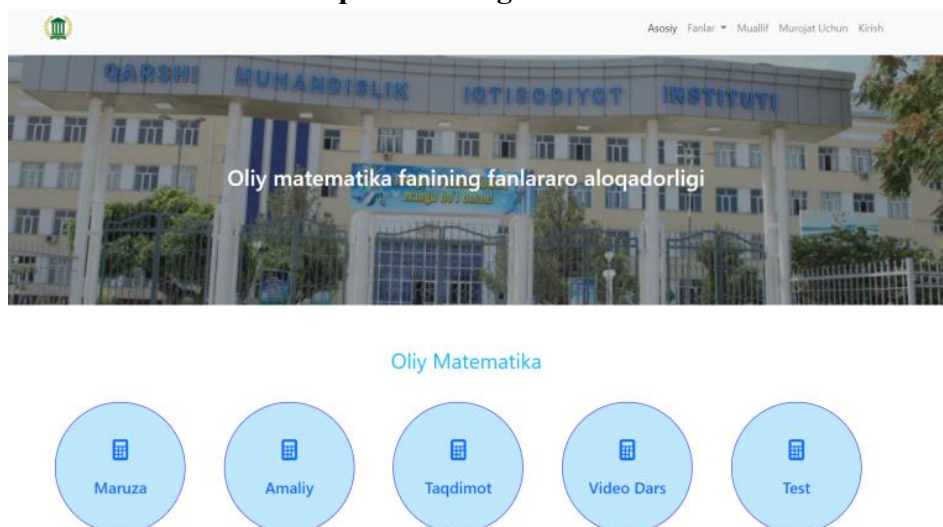 Asosiy Fanlar Muallif Murojat Uchun Kirish
QARSHI MUHANDISLIK IQTISODIYOT INSTITUTI
Oliy matematika fanining fanlararo aloqadorligi
Oliy Matematika
Maruza Amaliy Taqdimot Video Dars Test